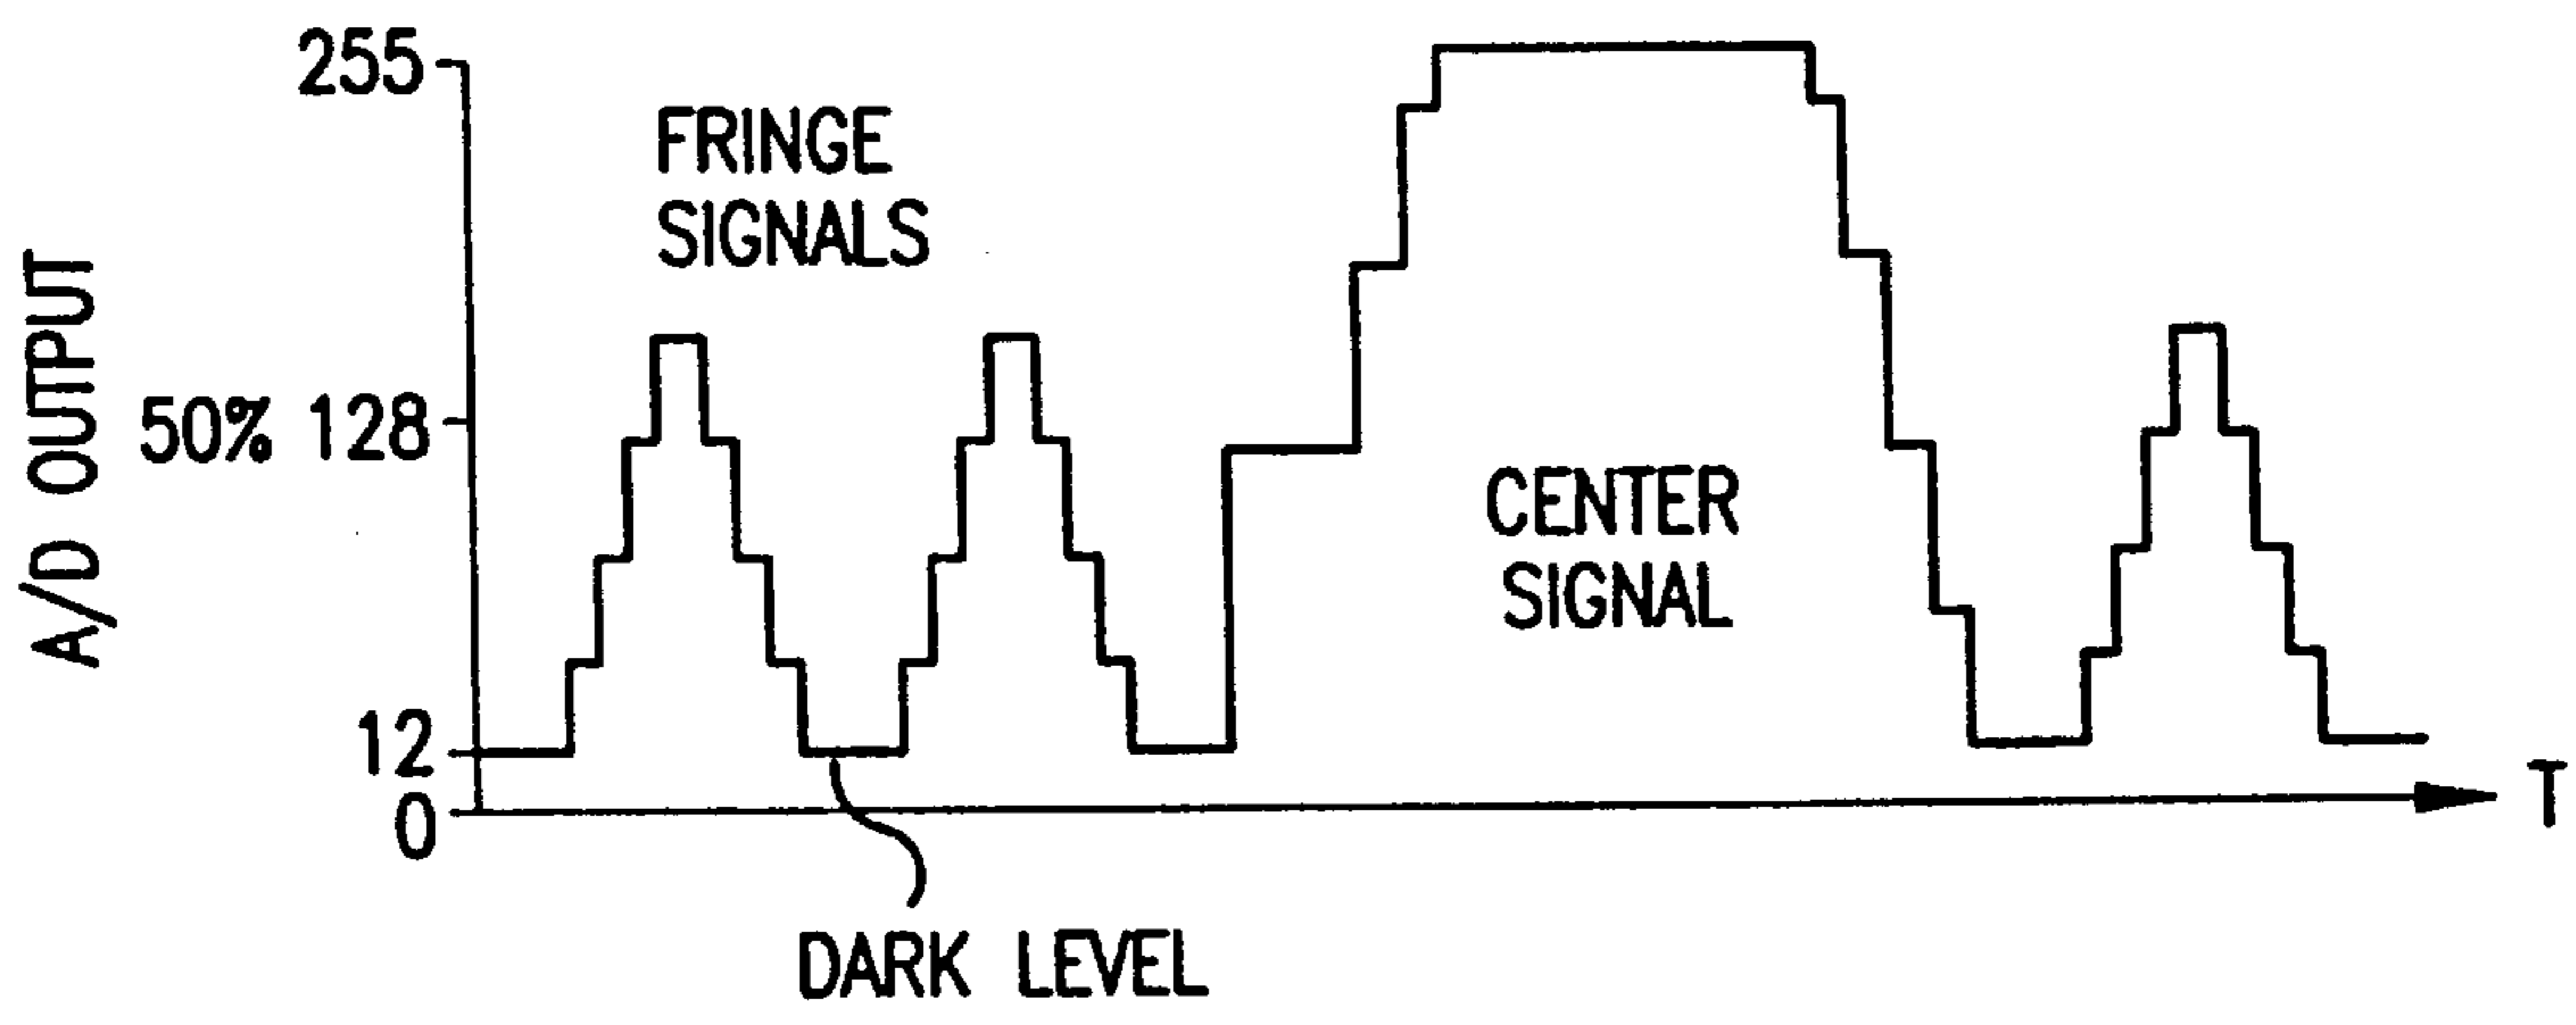 255
FRINGE
SIGNALS
A/D OUTPUT
50% 128
CENTER
SIGNAL
12
0
T
DARK LEVEL